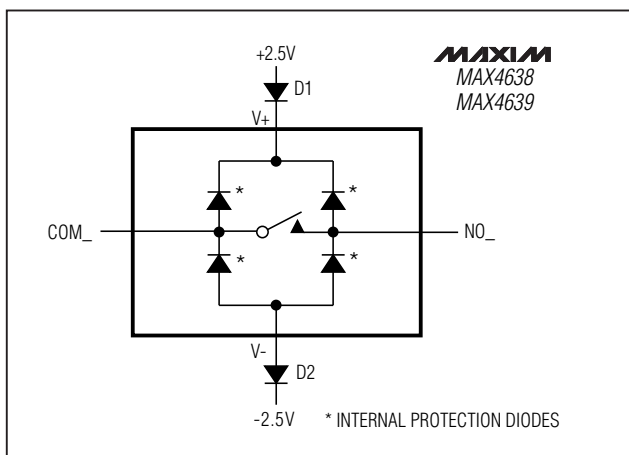 +2.5V
MAXIM
MAX4638
MAX4639
D1
V+
*
*
COM_
NO_
*
*
V-
D2
-2.5V
* INTERNAL PROTECTION DIODES